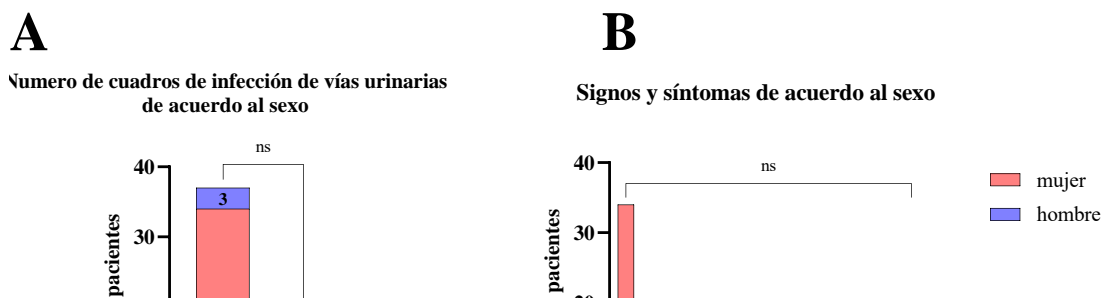 A
Numero de cuadros de infección de vías urinarias
de acuerdo al sexo
ns
40
3
30
pacientes
B
Signos y síntomas de acuerdo al sexo
40
ns
30
pacientes
mujer
hombre